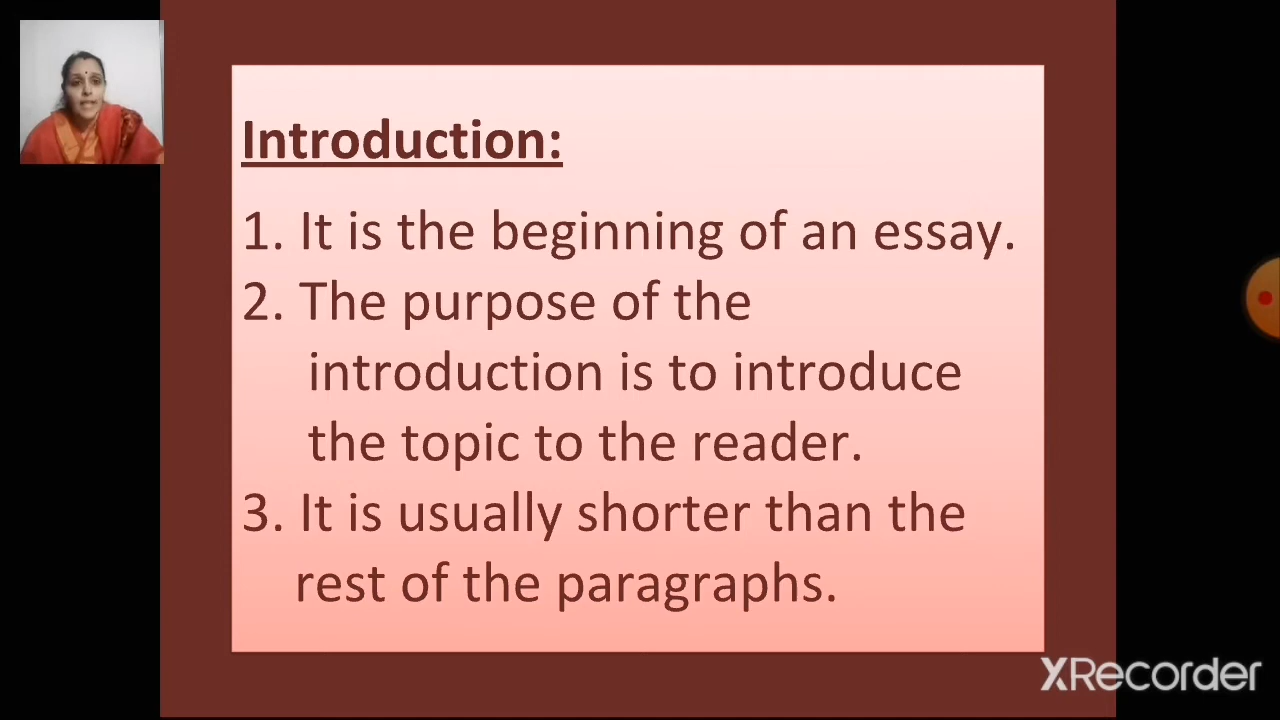 Introduction:
1. It is the beginning of an essay.
2. The purpose of the
introduction is to introduce
the topic to the reader.
3. It is usually shorter than the
rest of the paragraphs.
XRecorder